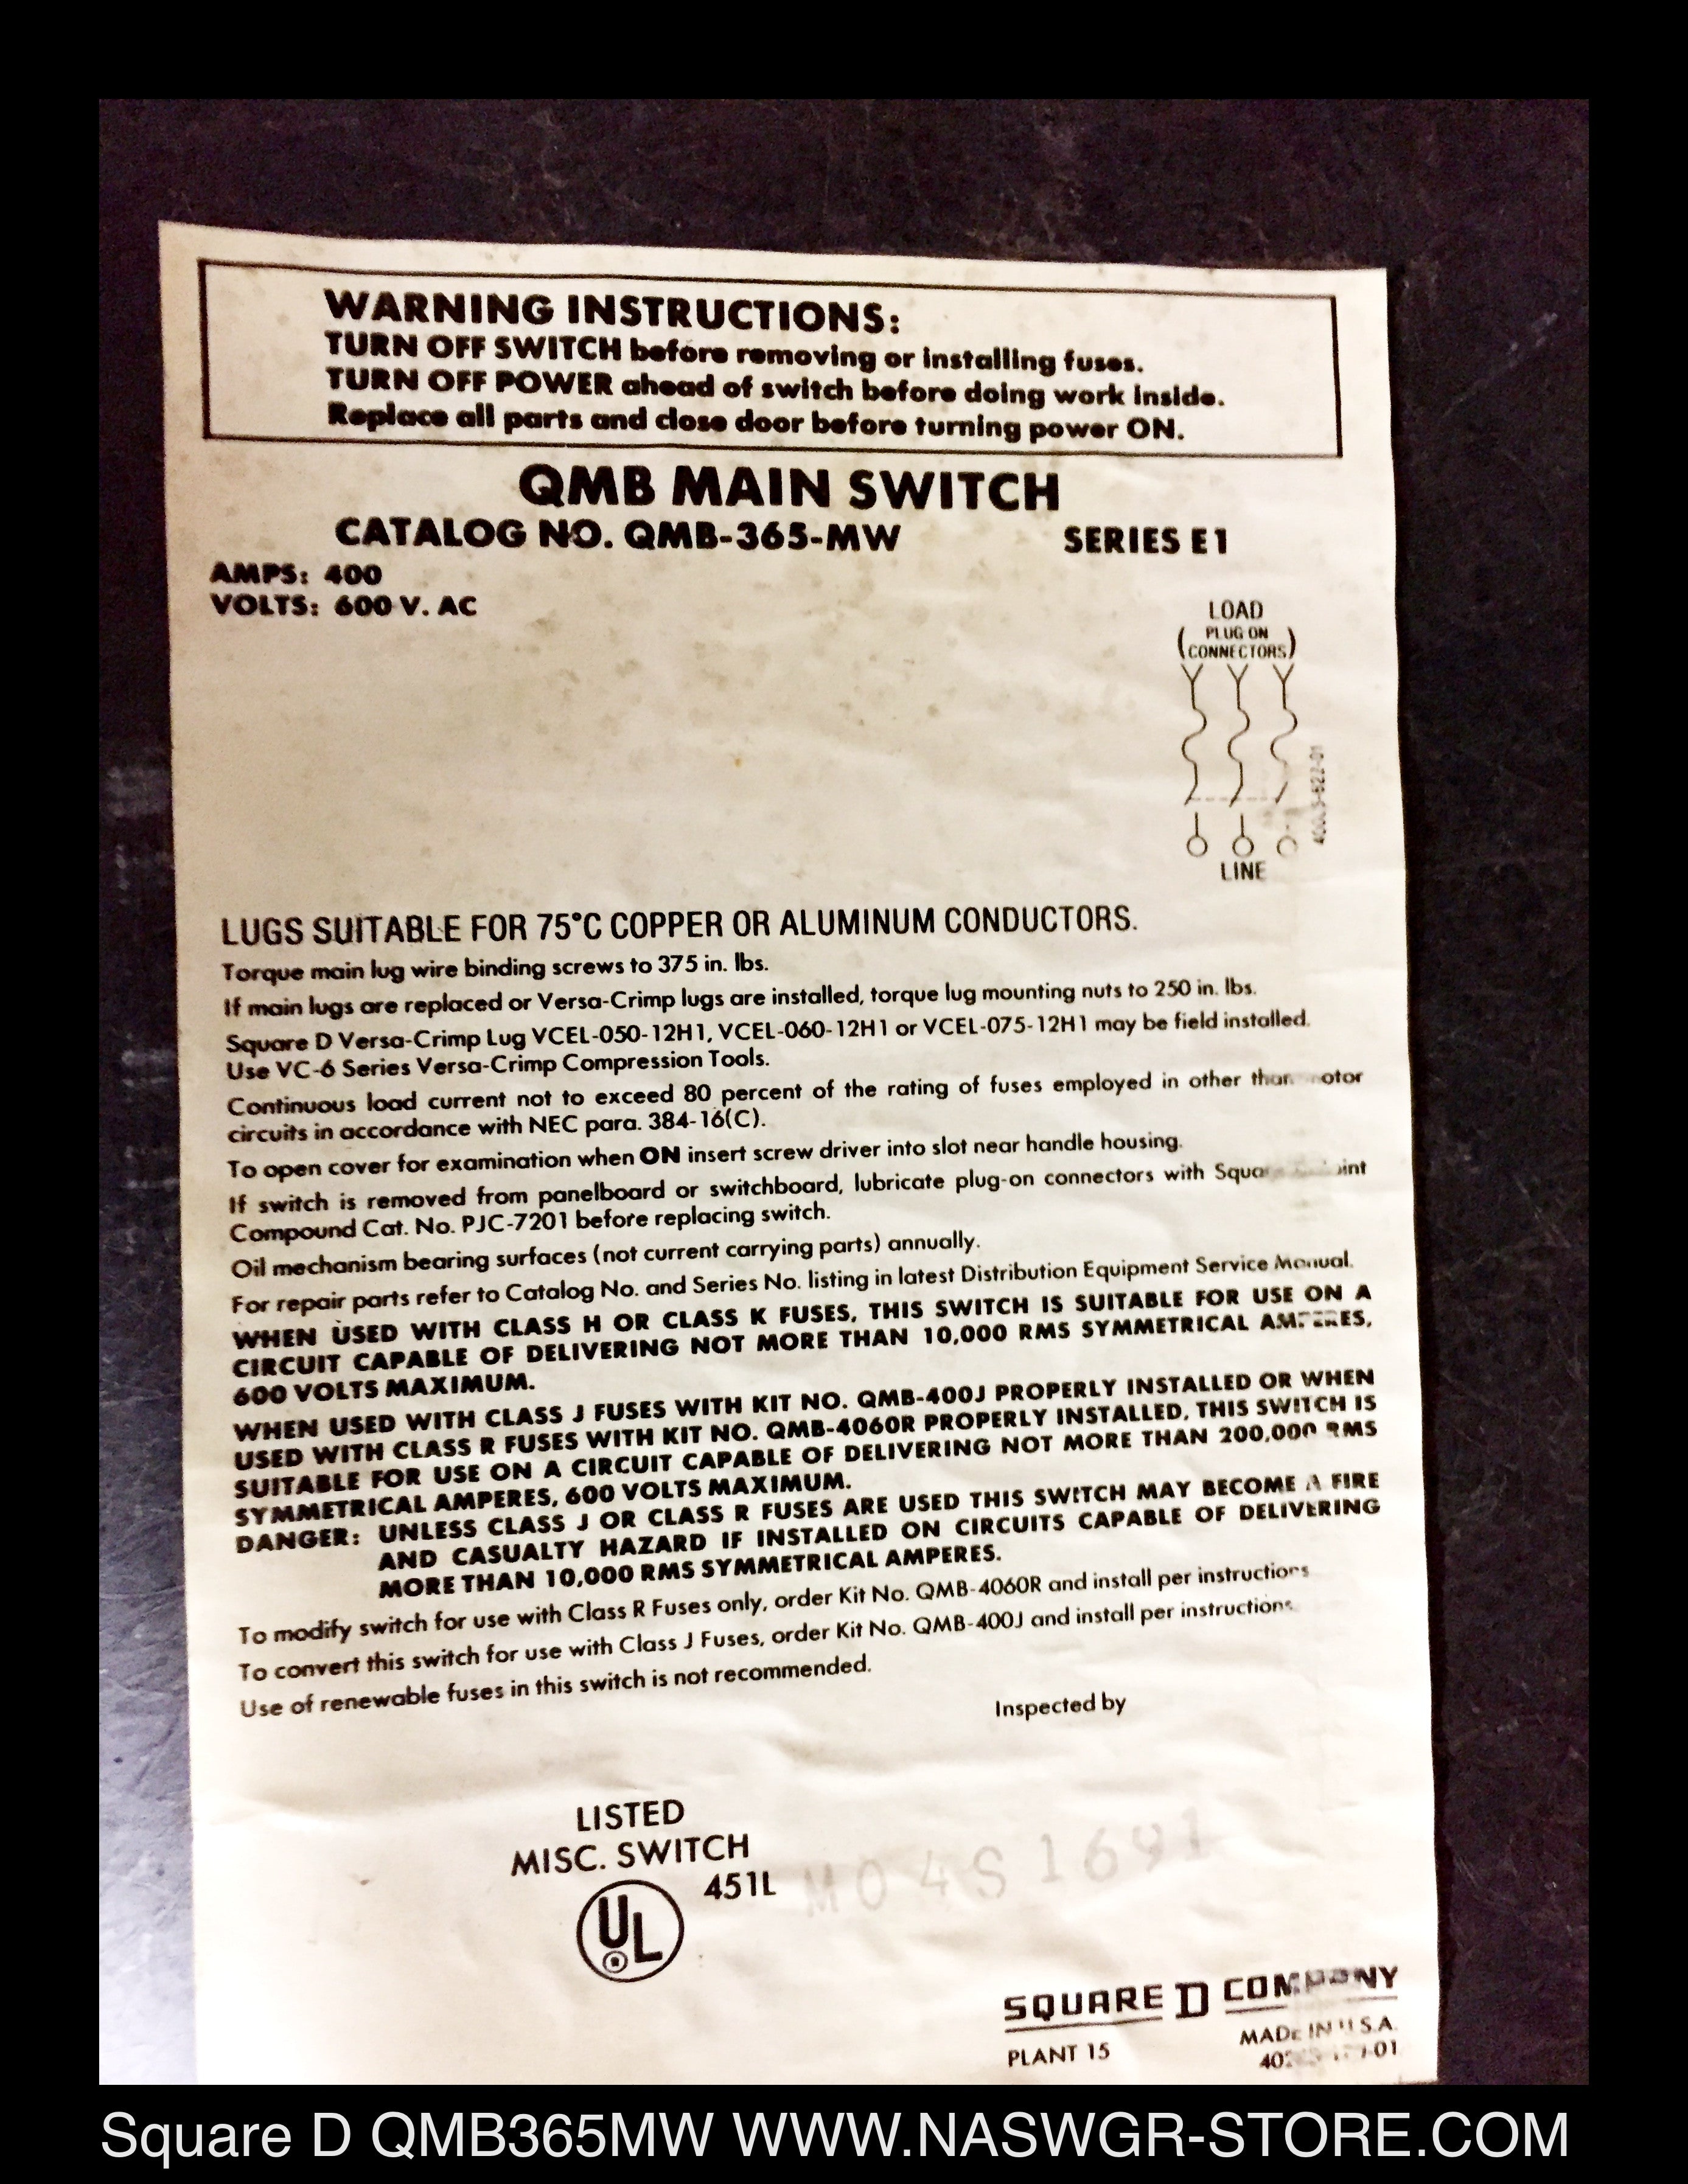 WARNING INSTRUCTIONS:
TURN OFF SWITCH before removing or installing fuses.
TURN OFF POWER ahead of switch before doing work inside.
Replace all parts and close door before turning power ON.
QMB MAIN SWITCH
CATALOG NO. QMB-365-MW SERIES E1
AMPS: 400
VOLTS: 600 V. AC
LOAD
( PLUG ON
CONNECTORS )
LINE
LUGS SUITABLE FOR 75°C COPPER OR ALUMINUM CONDUCTORS.
Torque main lug wire binding screws to 375 in. lbs.
If main lugs are replaced or Versa-Crimp lugs are installed, torque lug mounting nuts to 250 in. lbs.
Square D Versa-Crimp Lug VCEL-050-12H1, VCEL-060-12H1 or VCEL-075-12H1 may be field installed.
Use VC-6 Series Versa-Crimp Compression Tools.
Continuous load current not to exceed 80 percent of the rating of fuses employed in other than
circuits in accordance with NEC para. 384-16(C).
To open cover for examination when ON insert screw driver into slot near handle housing.
If switch is removed from panelboard or switchboard, lubricate plug-on connectors with
Compound Cat. No. PJC-7201 before replacing switch.
Oil mechanism bearing surfaces (not current carrying parts) annually.
For repair parts refer to Catalog No. and Series No. listing in latest Distribution Equipment Service Manual.
WHEN USED WITH CLASS H OR CLASS K FUSES, THIS SWITCH IS SUITABLE FOR USE ON A
CIRCUIT CAPABLE OF DELIVERING NOT MORE THAN 10,000 RMS SYMMETRICAL AMPERES,
600 VOLTS MAXIMUM.
WHEN USED WITH CLASS J FUSES WITH KIT NO. QMB-400J PROPERLY INSTALLED OR WHEN
USED WITH CLASS R FUSES WITH KIT NO. QMB-4060R PROPERLY INSTALLED, THIS SWITCH IS
SUITABLE FOR USE ON A CIRCUIT CAPABLE OF DELIVERING NOT MORE THAN 200,000 RMS
SYMMETRICAL AMPERES, 600 VOLTS MAXIMUM.
DANGER: UNLESS CLASS J OR CLASS R FUSES ARE USED THIS SWITCH MAY BECOME A FIRE
AND CASUALTY HAZARD IF INSTALLED ON CIRCUITS CAPABLE OF DELIVERING
MORE THAN 10,000 RMS SYMMETRICAL AMPERES.
To modify switch for use with Class R Fuses only, order Kit No. QMB-4060R and install per instructions
To convert this switch for use with Class J Fuses, order Kit No. QMB-400J and install per instructions
Use of renewable fuses in this switch is not recommended.
Inspected by
LISTED
MISC. SWITCH
451L
UL
M04S1691
SQUARE D COMPANY
PLANT 15
MADE IN U.S.A.
Square D QMB365MW WWW.NASWGR-STORE.COM